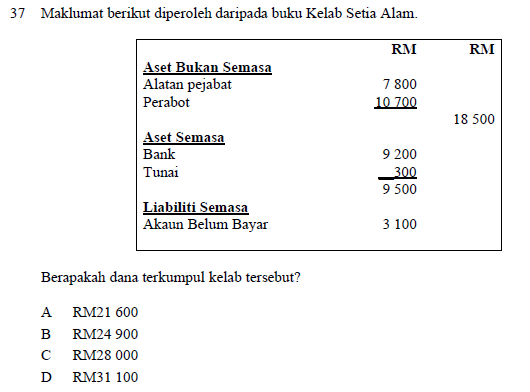 37 Maklumat berikut diperoleh daripada buku Kelab Setia Alam.
RM RM
Aset Bukan Semasa
Alatan pejabat 7 800
Perabot 10 700
18 500
Aset Semasa
Bank 9 200
Tunai 300
9 500
Liabiliti Semasa
Akaun Belum Bayar 3 100
Berapakah dana terkumpul kelab tersebut?
A RM21 600
B RM24 900
C RM28 000
D RM31 100